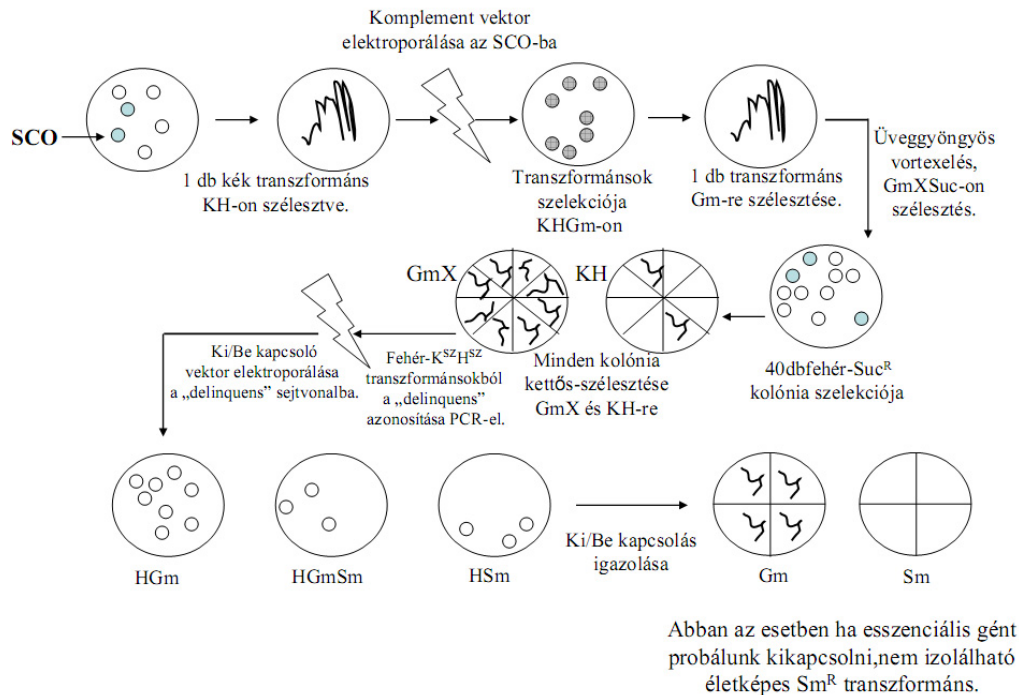 Komplement vektor
elektroporálása az SCO-ba
SCO
1 db kék transzformáns
KH-on szélesztve.
Transzformánsok
szelekciója
KHGm-on
1 db transzformáns
Gm-re szélesztése.
Üveggyöngyös
vortexelés,
GmXSuc-on
szélesztés.
GmX
KH
Ki/Be kapcsoló
vektor elektroporálása
a „delinquens” sejtvonalba.
Fehér-KˢᶻHˢᶻ
transzformánsokból
a „delinquens”
azonosítása PCR-el.
Minden kolónia
kettős-szélesztése
GmX és KH-re
40dbfehér-Sucᴿ
kolónia szelekciója
HGm
HGmSm
HSm
Ki/Be kapcsolás
igazolása
Gm
Sm
Abban az esetben ha esszenciális gént
probálunk kikapcsolni,nem izolálható
életképes Smᴿ transzformáns.